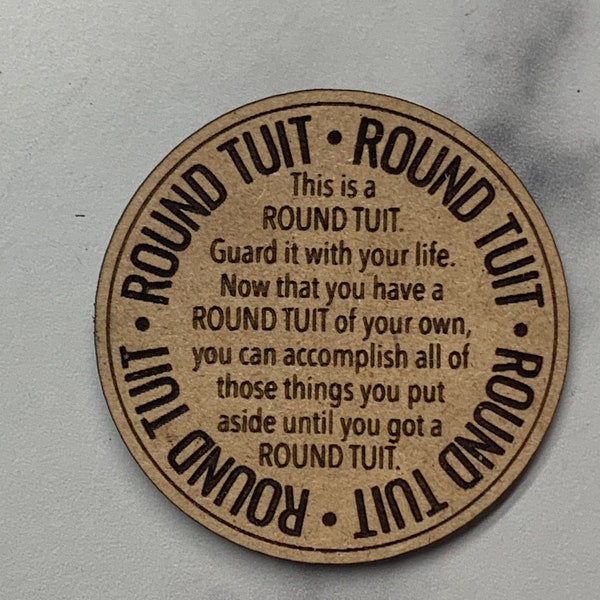 ROUND TUIT • ROUND TUIT • ROUND TUIT • ROUND TUIT •
This is a
ROUND TUIT.
Guard it with your life.
Now that you have a
ROUND TUIT of your own,
you can accomplish all of
those things you put
aside until you got a
ROUND TUIT.